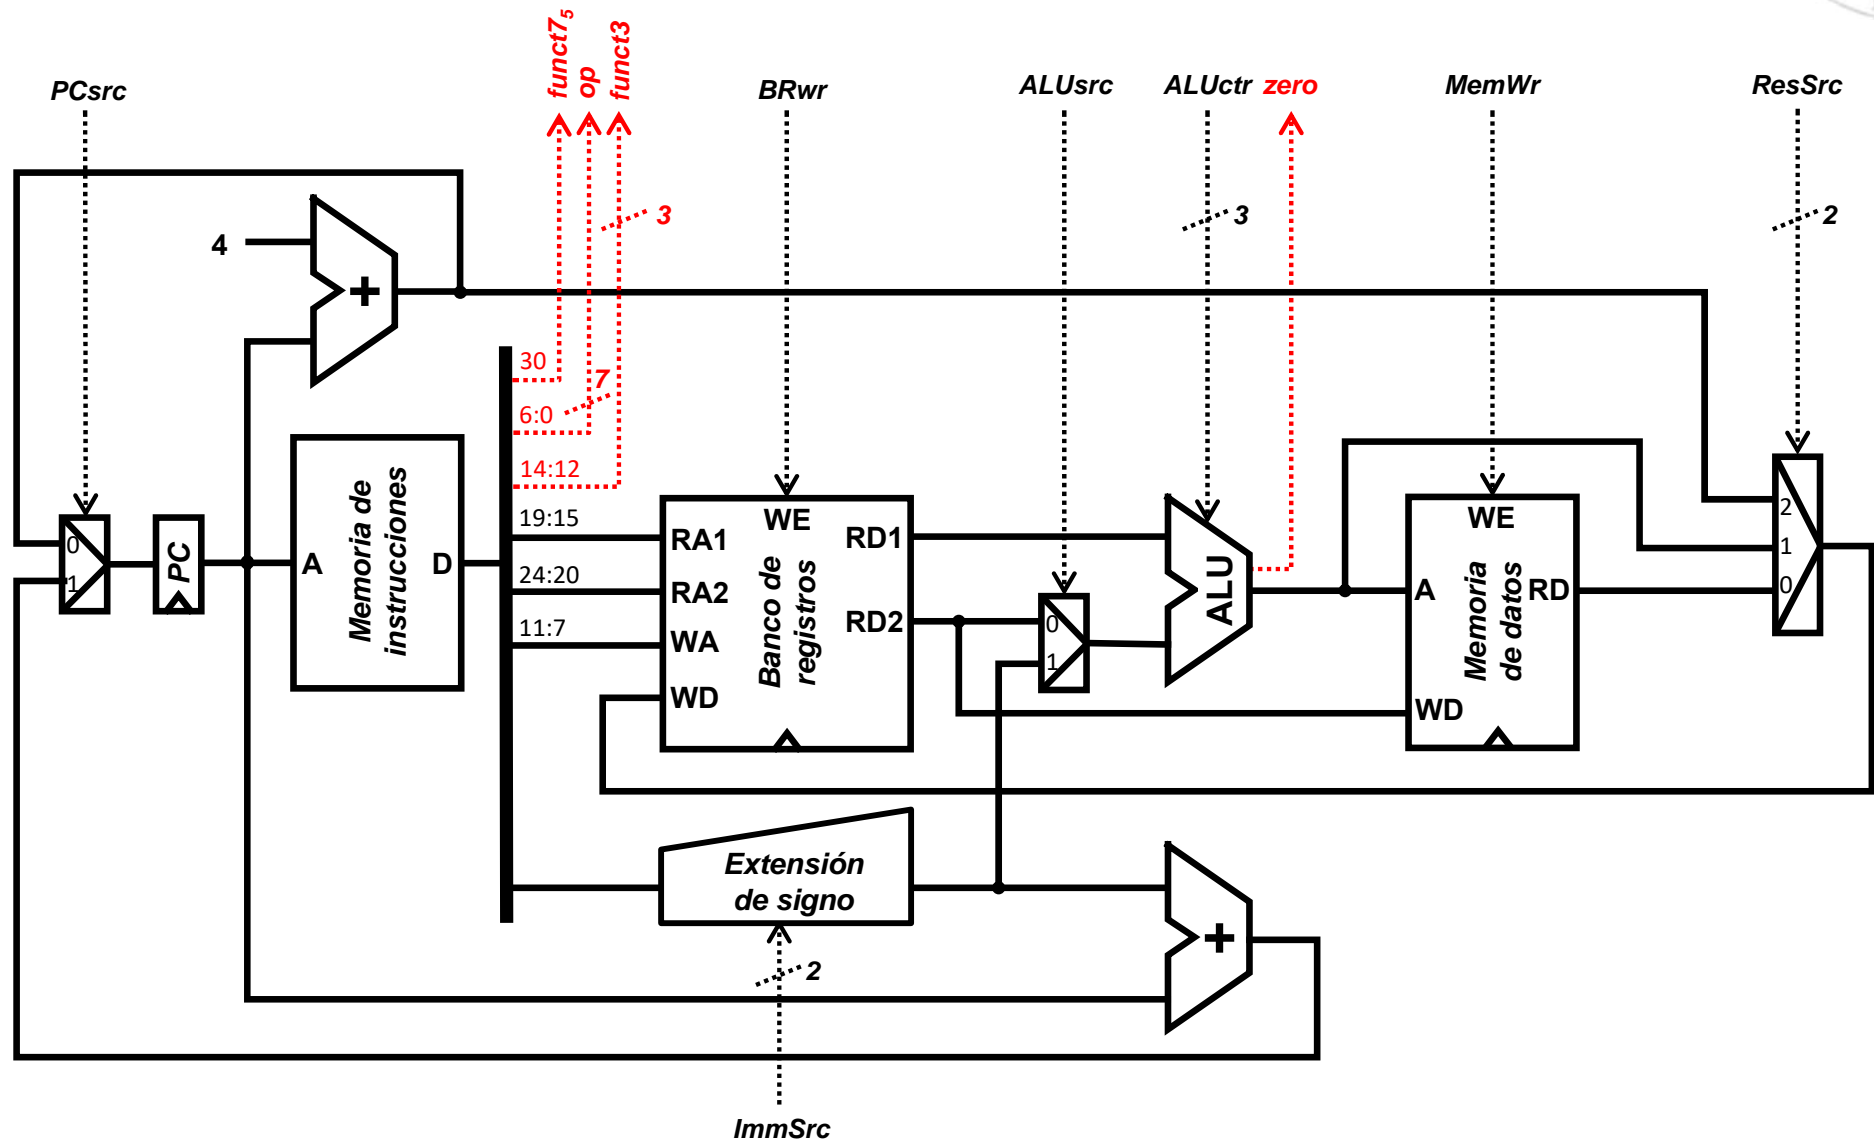 funct7₅
op
funct3
PCsrc
BRwr
ALUsrc
ALUctr
zero
MemWr
ResSrc
3
3
2
4
+
30
7
6:0
14:12
19:15
24:20
11:7
0
1
PC
A
D
Memoria de
instrucciones
WE
RA1
RA2
WA
WD
RD1
RD2
Banco de
registros
0
1
ALU
WE
A
RD
WD
Memoria
de datos
2
1
0
Extensión
de signo
+
2
ImmSrc